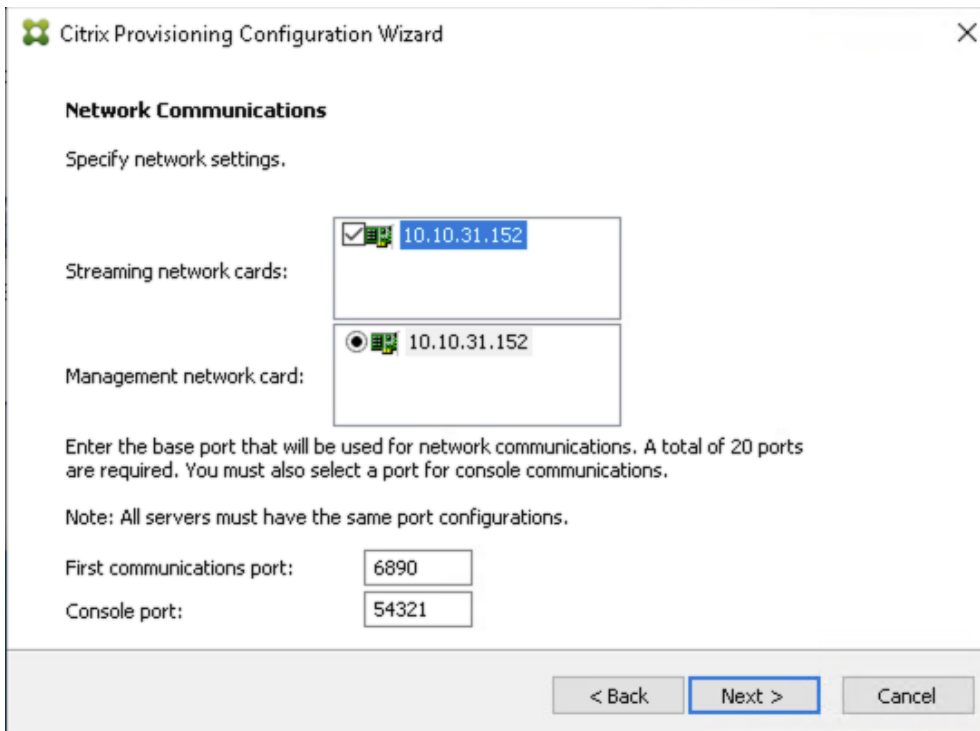 Citrix Provisioning Configuration Wizard
Network Communications
Specify network settings.
10.10.31.152
Streaming network cards:
10.10.31.152
Management network card:
Enter the base port that will be used for network communications. A total of 20 ports
are required. You must also select a port for console communications.
Note: All servers must have the same port configurations.
First communications port: 6890
Console port: 54321
< Back Next > Cancel